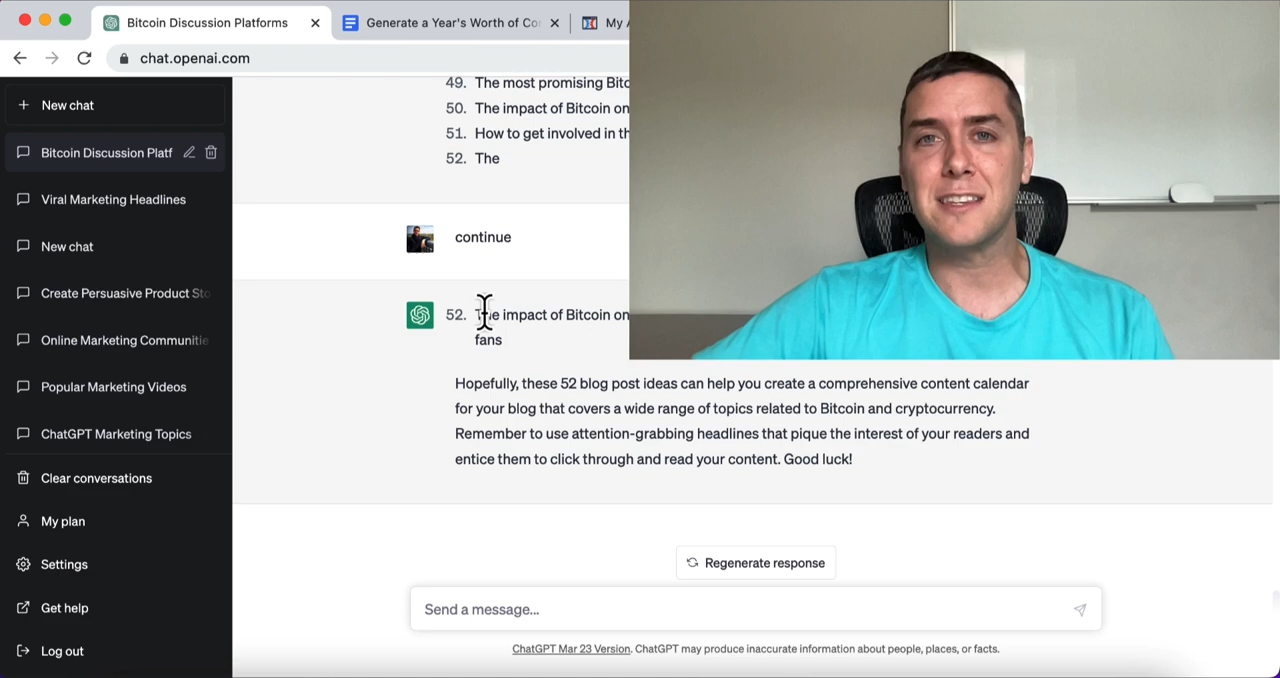 Bitcoin Discussion Platforms
Generate a Year's Worth of Co
My
chat.openai.com
New chat
Bitcoin Discussion Platf
Viral Marketing Headlines
New chat
Create Persuasive Product Sto
Online Marketing Communitie
Popular Marketing Videos
ChatGPT Marketing Topics
Clear conversations
My plan
Settings
Get help
Log out
49. The most promising Bitc
50. The impact of Bitcoin on
51. How to get involved in th
52. The
continue
52. The impact of Bitcoin on
fans
Hopefully, these 52 blog post ideas can help you create a comprehensive content calendar
for your blog that covers a wide range of topics related to Bitcoin and cryptocurrency.
Remember to use attention-grabbing headlines that pique the interest of your readers and
entice them to click through and read your content. Good luck!
Regenerate response
Send a message...
ChatGPT Mar 23 Version. ChatGPT may produce inaccurate information about people, places, or facts.